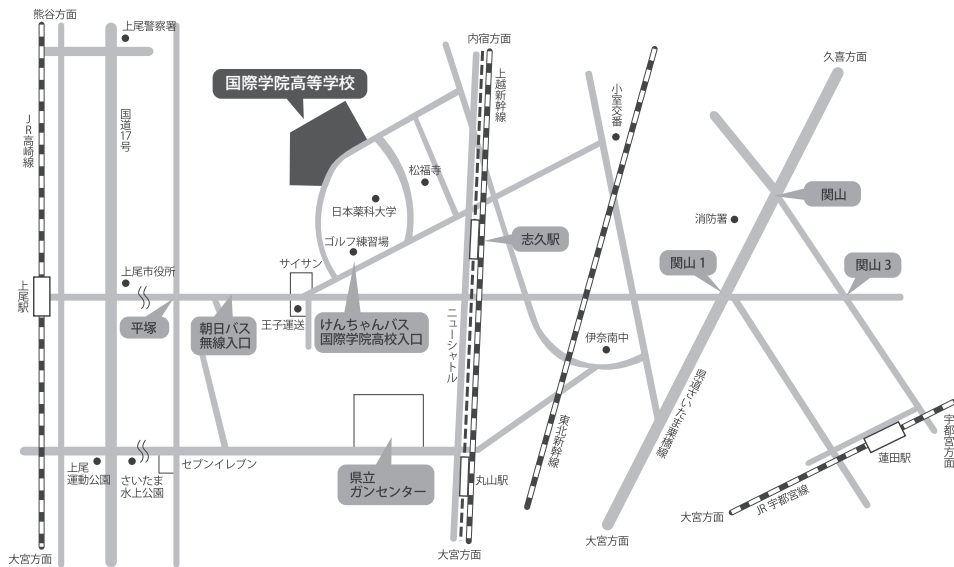 熊谷方面
上尾警察署
内宿方面
久喜方面
国際学院高等学校
上越新幹線
小室交番
JR高崎線
国道17号
松福寺
日本薬科大学
関山
消防署
ゴルフ練習場
志久駅
サイサン
関山 1
関山 3
上尾市役所
上尾駅
平塚
朝日バス
無線入口
王子運送
けんちゃんバス
国際学院高校入口
ニューシャトル
伊奈南中
県道さいたま栗橋線
東北新幹線
宇都宮方面
上尾
運動公園
さいたま
水上公園
セブンイレブン
県立
ガンセンター
丸山駅
蓮田駅
JR宇都宮線
大宮方面
大宮方面
大宮方面
大宮方面